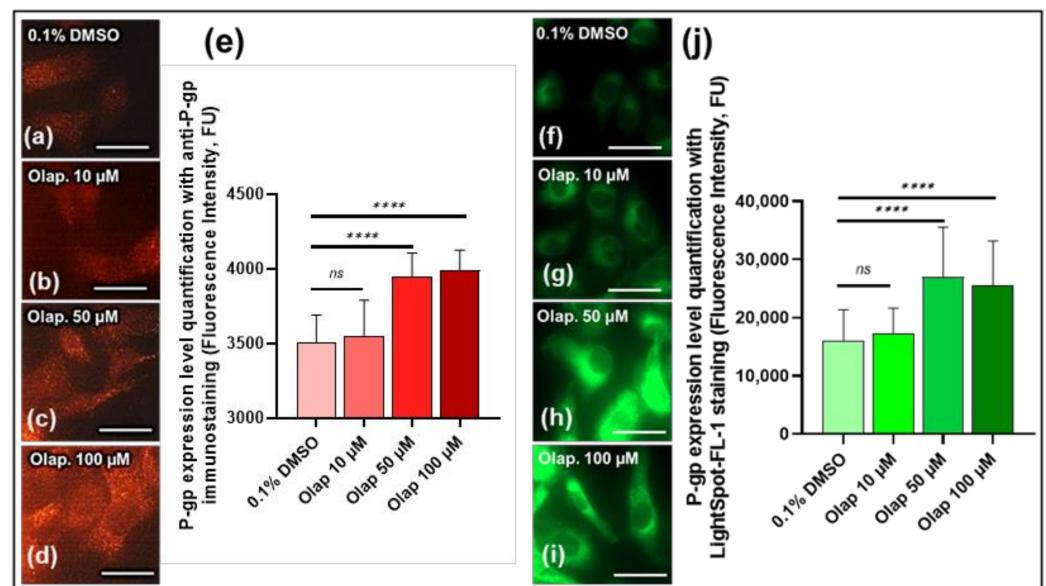 0.1% DMSO
(a)
Olap. 10 µM
(b)
Olap. 50 µM
(c)
Olap. 100 µM
(d)
(e)
P-gp expression level quantification with anti-P-gp
immunostaining (Fluorescence Intensity, FU)
4500
4000
3500
3000
****
****
ns
0.1% DMSO
Olap 10 µM
Olap 50 µM
Olap 100 µM
0.1% DMSO
(f)
Olap. 10 µM
(g)
Olap. 50 µM
(h)
Olap. 100 µM
(i)
(j)
P-gp expression level quantification with
LightSpot-FL-1 staining (Fluorescence Intensity, FU)
40,000
30,000
20,000
10,000
0
****
****
ns
0.1% DMSO
Olap 10 µM
Olap 50 µM
Olap 100 µM